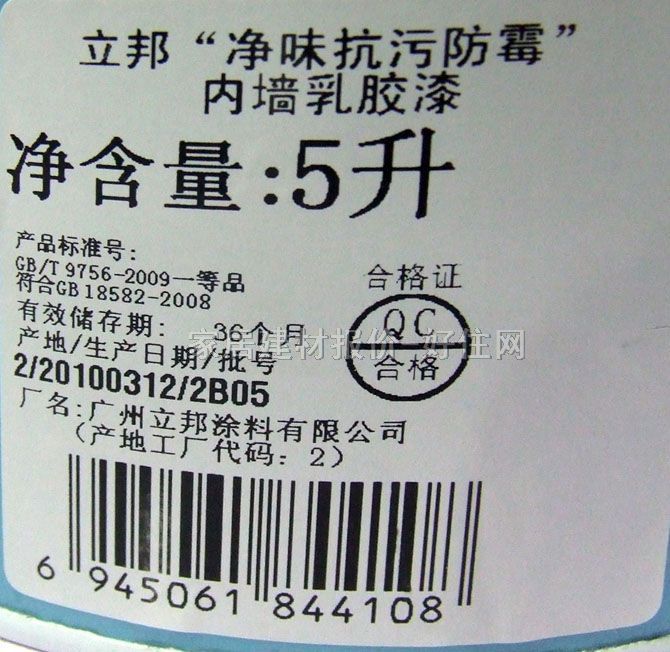 立邦“净味抗污防霉”
内墙乳胶漆
净含量:5升
产品标准号:
GB/T 9756-2009一等品
符合GB 18582-2008
有效储存期: 36个月
产地/生产日期/批号
2/20100312/2B05
合格证
QC
合格
家居建材报价 好住网
厂名:广州立邦涂料有限公司
(产地工厂代码: 2)
6 945061 844108